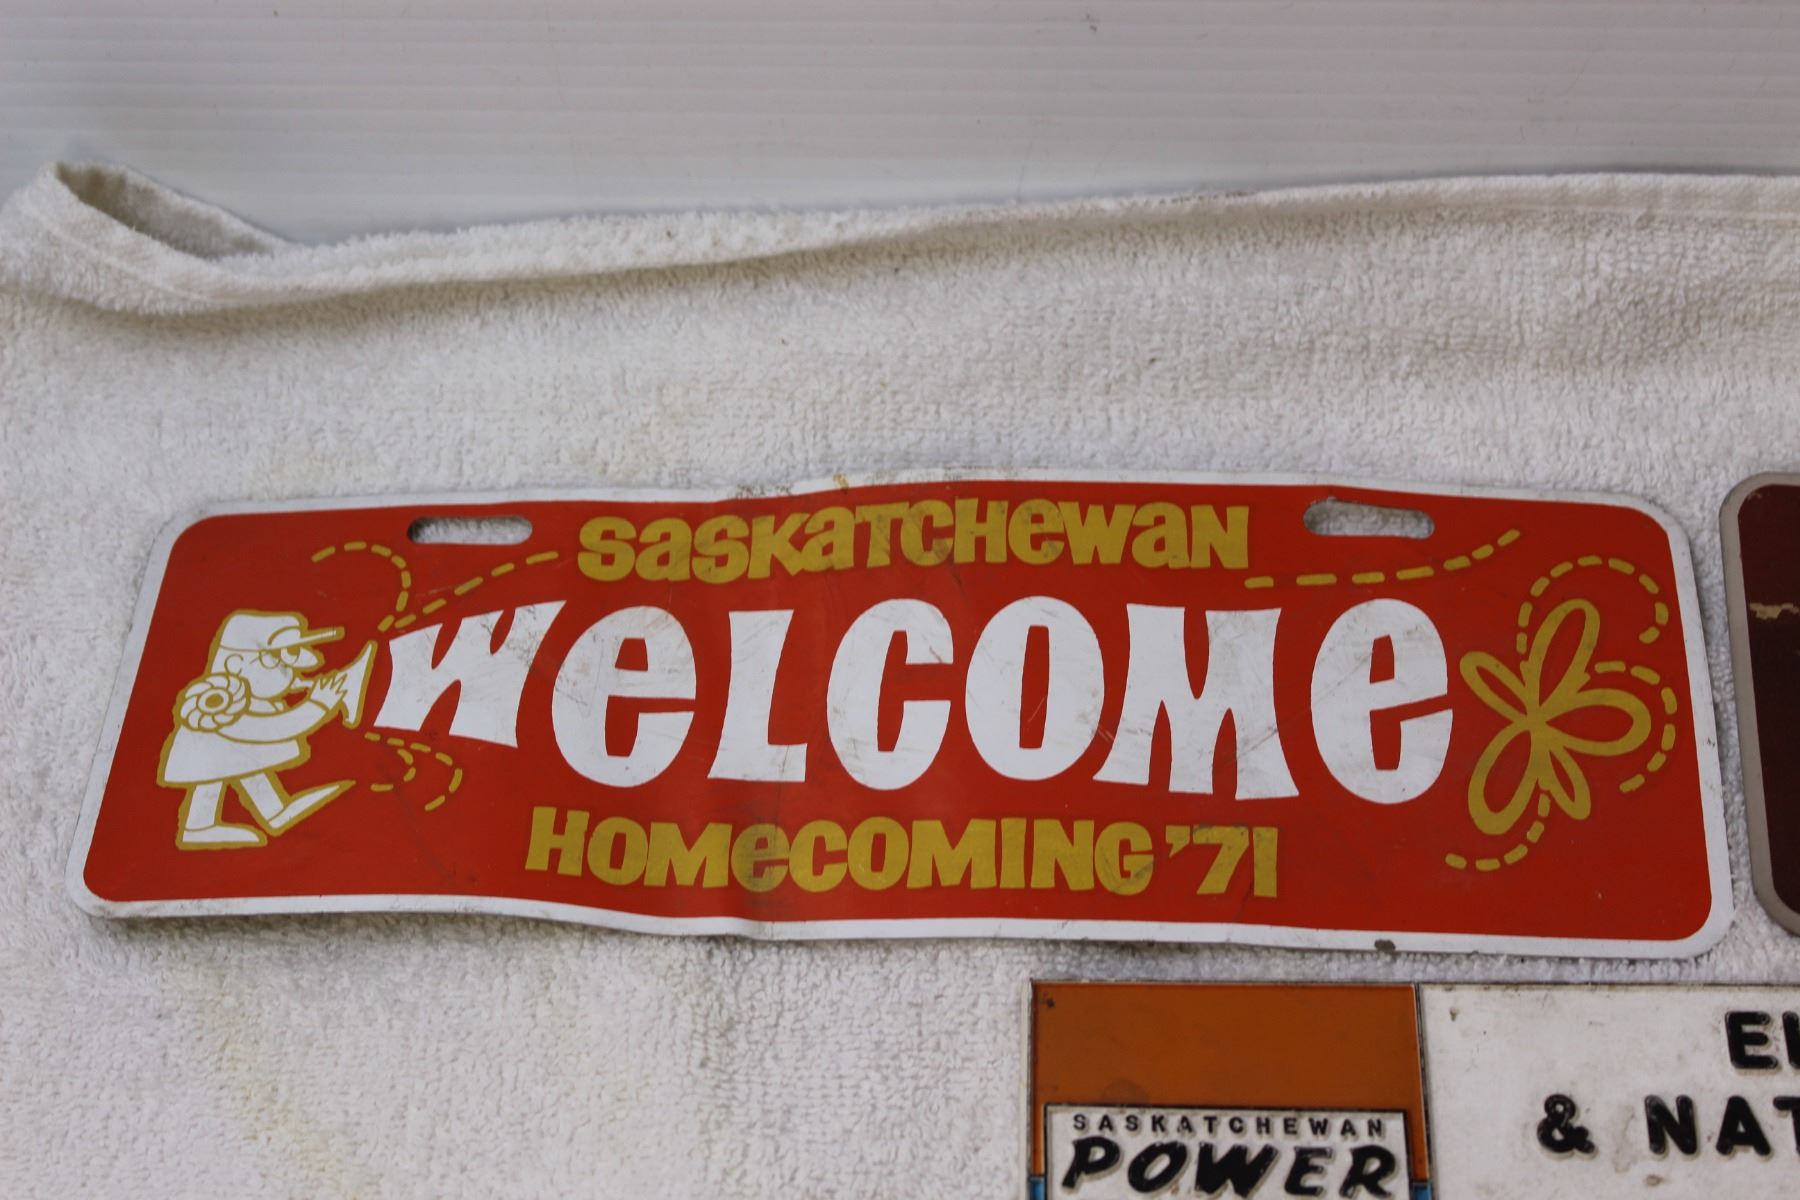 SASKATCHEWAN
WELCOME
HOMECOMING '71
SASKATCHEWAN
POWER
&